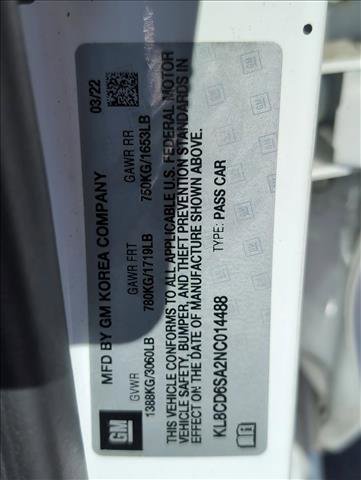 GM
MFD BY GM KOREA COMPANY
03/22
GVWR GAWR FRT GAWR RR
1388KG/3060LB 780KG/1719LB 750KG/1653LB
THIS VEHICLE CONFORMS TO ALL APPLICABLE U.S. FEDERAL MOTOR
VEHICLE SAFETY, BUMPER, AND THEFT PREVENTION STANDARDS IN
EFFECT ON THE DATE OF MANUFACTURE SHOWN ABOVE.
KL8CD6SA2NC014488 TYPE: PASS CAR